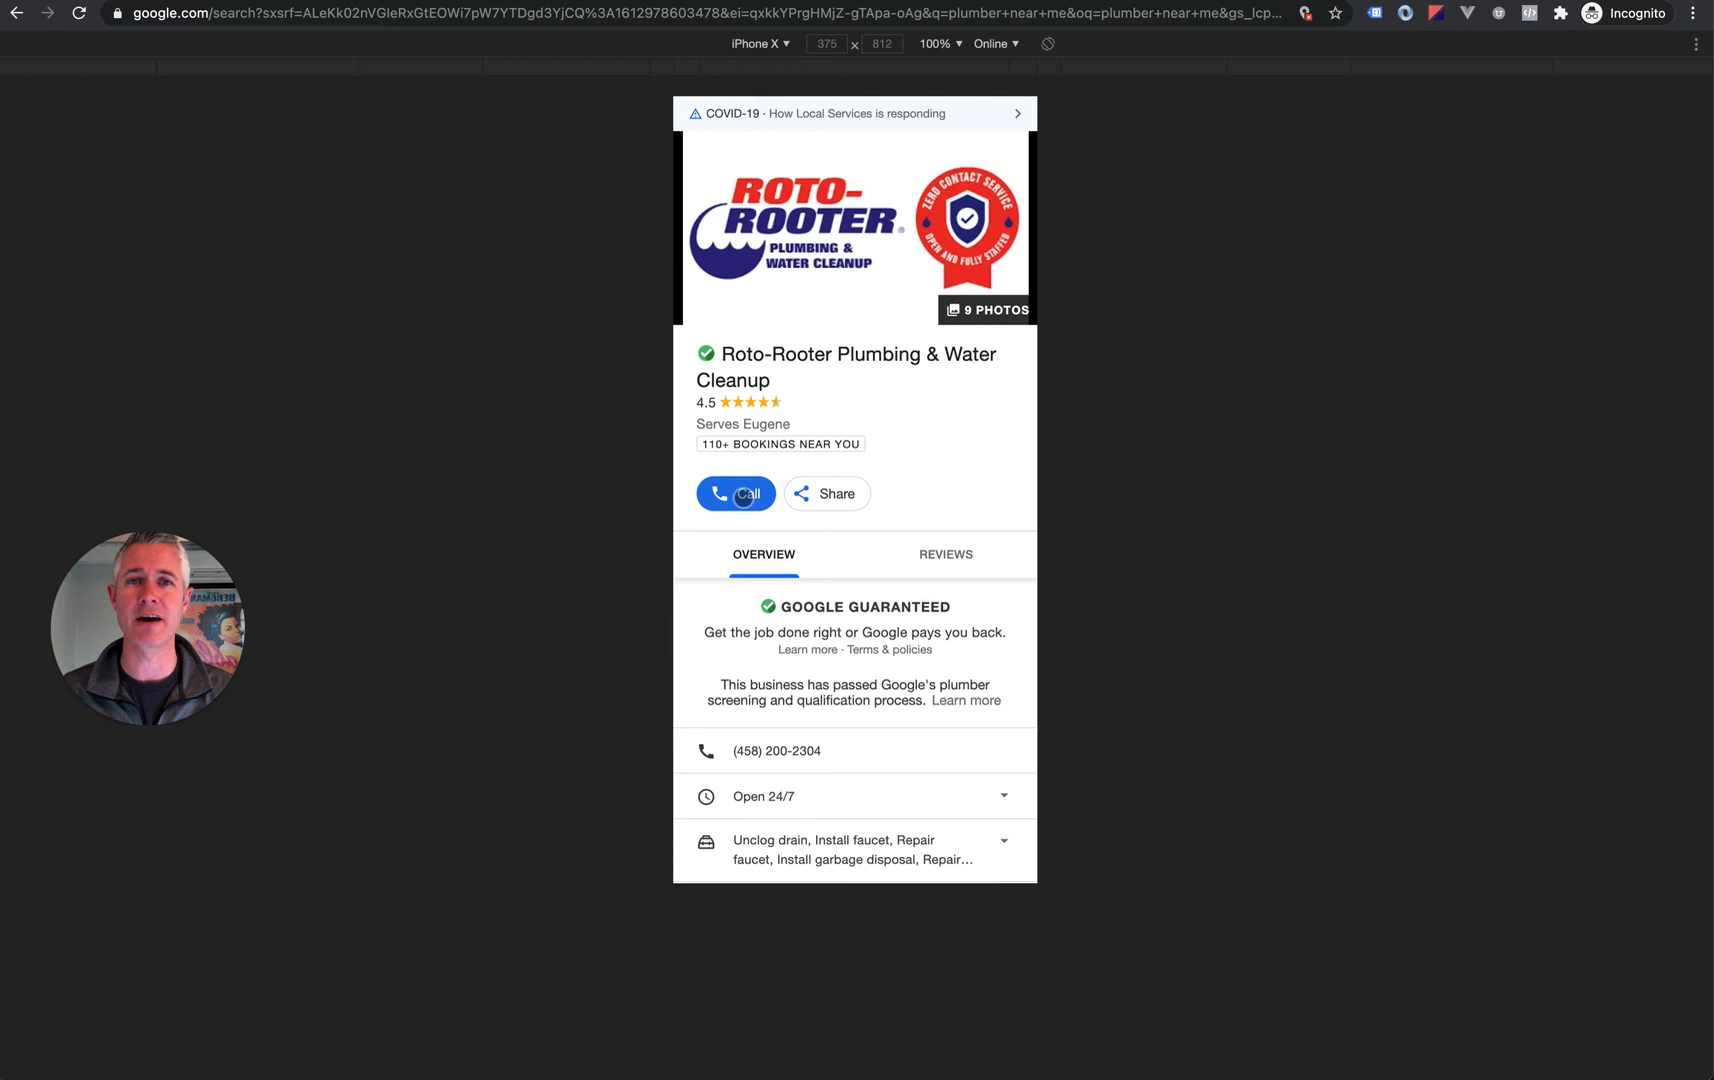 google.com/search?sxsrf=ALeKk02nVGIeRxGtEOWi7pW7YTDgd3YjCQ%3A1612978603478&ei=qxkkYPrgHMjZ-gTApa-oAg&q=plumber+near+me&oq=plumber+near+me&gs_lcp...
Incognito
iPhone X ▾ 375 × 812 100% ▾ Online ▾
COVID-19 · How Local Services is responding
ROTO-
ROOTER®
PLUMBING &
WATER CLEANUP
ZERO CONTACT SERVICE
OPEN AND FULLY STAFFED
9 PHOTOS
Roto-Rooter Plumbing & Water
Cleanup
4.5
Serves Eugene
110+ BOOKINGS NEAR YOU
Call
Share
OVERVIEW
REVIEWS
GOOGLE GUARANTEED
Get the job done right or Google pays you back.
Learn more · Terms & policies
This business has passed Google's plumber
screening and qualification process. Learn more
(458) 200-2304
Open 24/7
Unclog drain, Install faucet, Repair
faucet, Install garbage disposal, Repair...